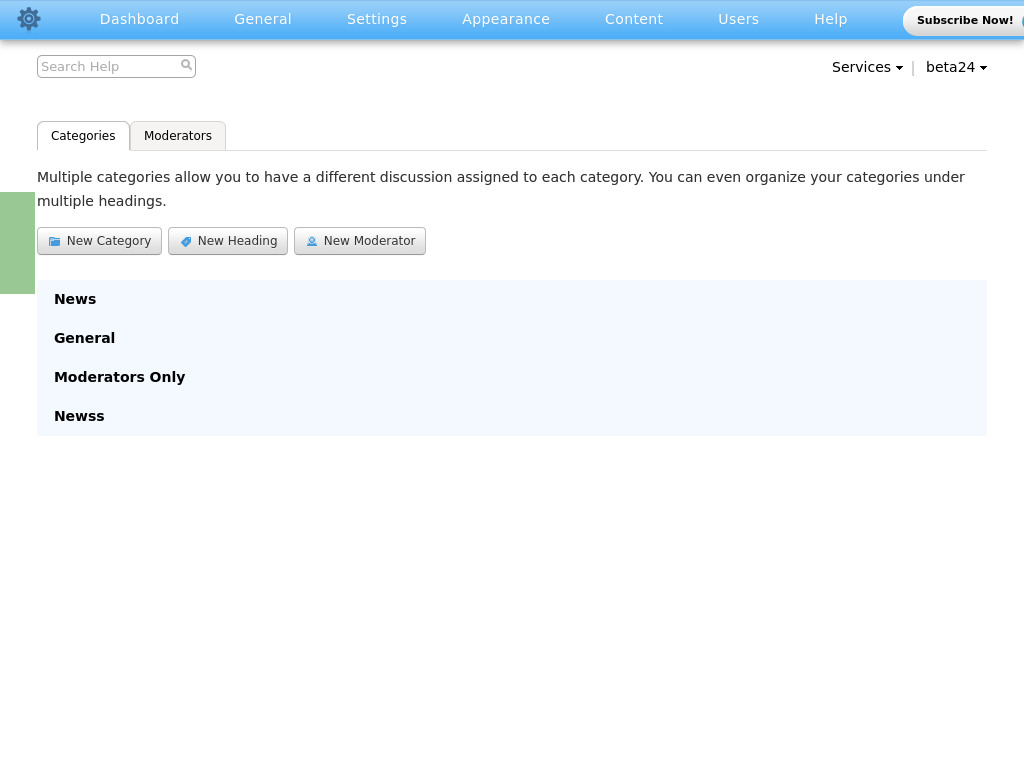 Dashboard General Settings Appearance Content Users Help Subscribe Now!
Search Help Services | beta24
Categories Moderators
Multiple categories allow you to have a different discussion assigned to each category. You can even organize your categories under
multiple headings.
New Category New Heading New Moderator
News
General
Moderators Only
Newss